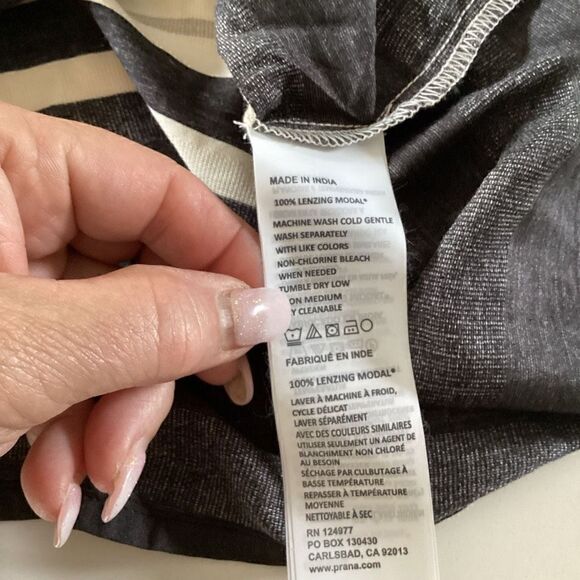 MADE IN INDIA
100% LENZING MODAL®
MACHINE WASH COLD GENTLE
WASH SEPARATELY
WITH LIKE COLORS
NON-CHLORINE BLEACH
WHEN NEEDED
TUMBLE DRY LOW
ON MEDIUM
CLEANABLE
FABRIQUÉ EN INDE
100% LENZING MODAL®
LAVER À MACHINE À FROID,
CYCLE DÉLICAT
LAVER SÉPARÉMENT
AVEC DES COULEURS SIMILAIRES
UTILISER SEULEMENT UN AGENT DE
BLANCHIMENT NON CHLORÉ
AU BESOIN
SÉCHAGE PAR CULBUTAGE À
BASSE TEMPÉRATURE
REPASSER À TEMPÉRATURE
MOYENNE
NETTOYABLE À SEC
RN 124977
PO BOX 130430
CARLSBAD, CA 92013
www.prana.com